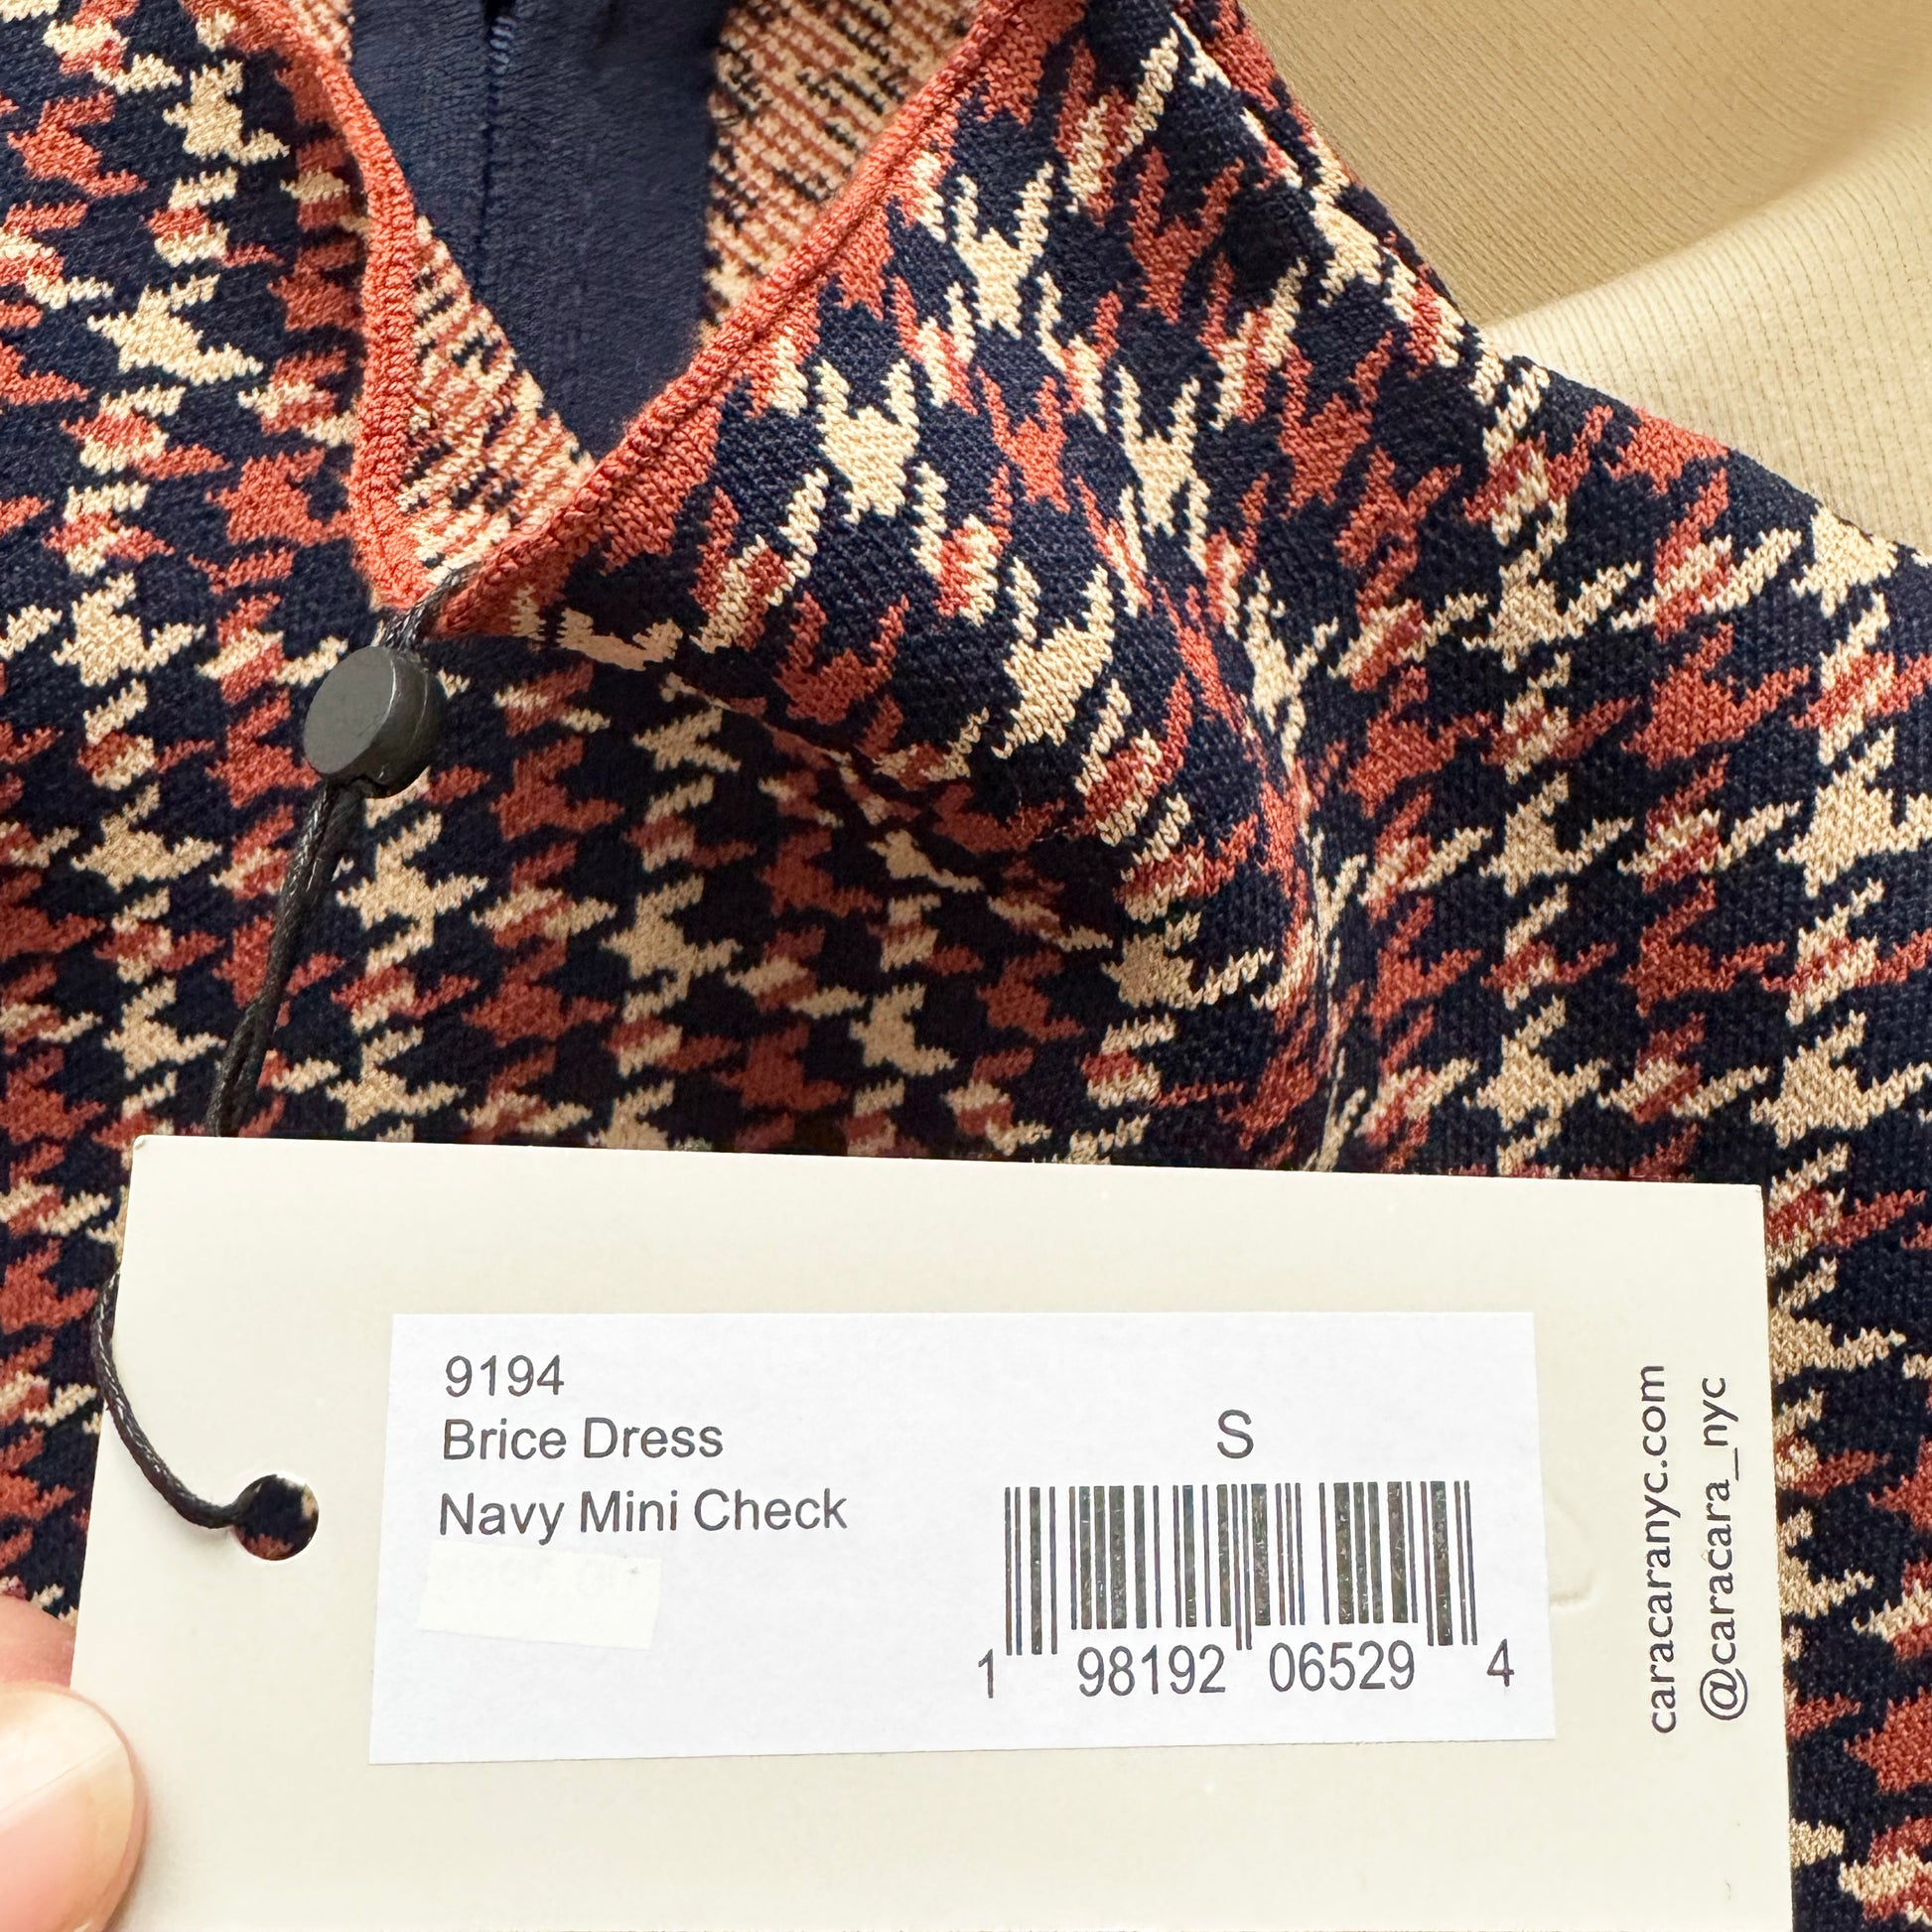 9194
Brice Dress
Navy Mini Check
S
1 98192 06529 4
caracaranyc.com
@caracara_nyc